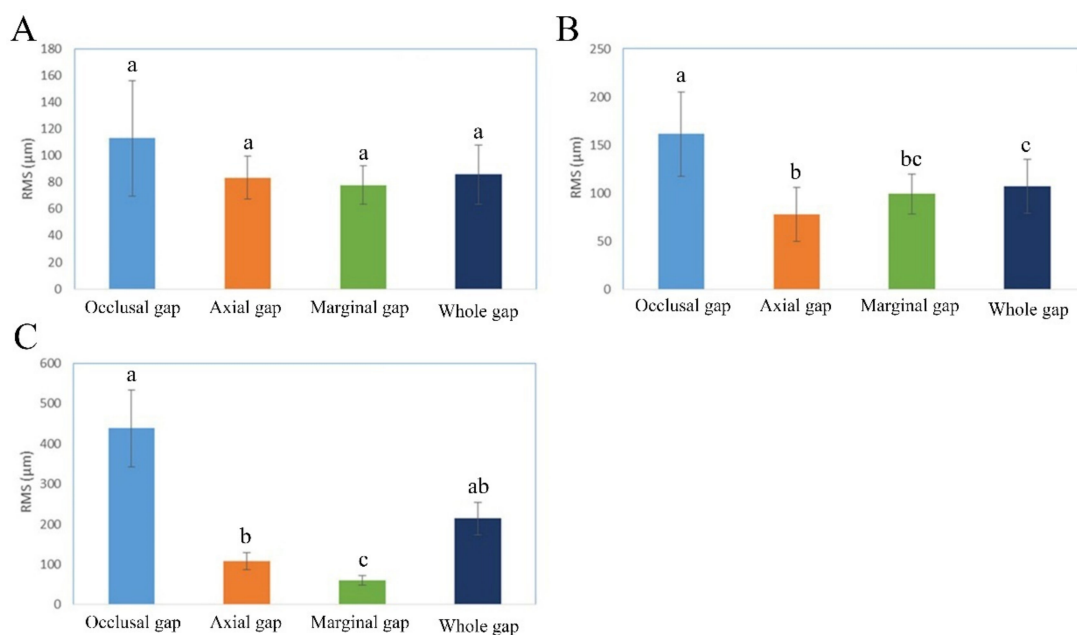 A
RMS (µm)
180
160
140
120
100
80
60
40
20
0
a
a
a
a
Occlusal gap
Axial gap
Marginal gap
Whole gap
B
RMS (µm)
250
200
150
100
50
0
a
b
bc
c
Occlusal gap
Axial gap
Marginal gap
Whole gap
C
RMS (µm)
600
500
400
300
200
100
0
a
b
c
ab
Occlusal gap
Axial gap
Marginal gap
Whole gap